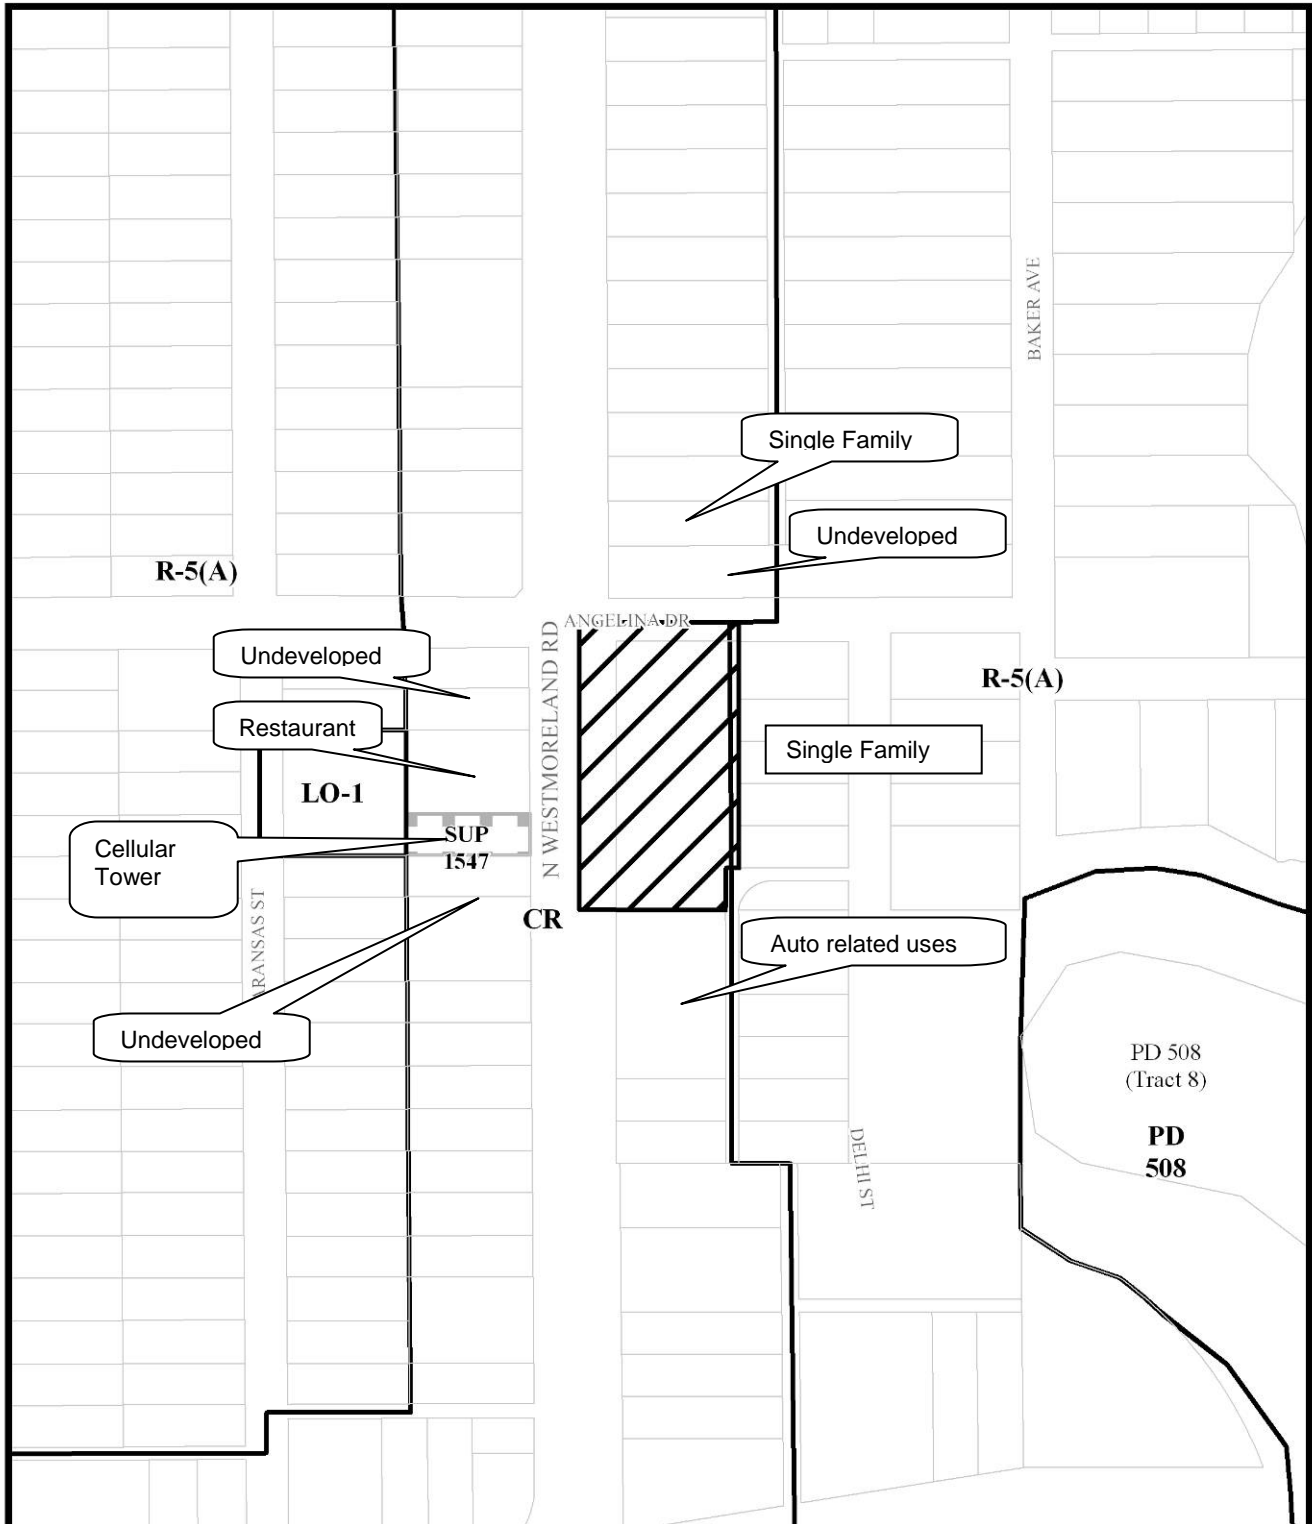 BAKER AVE
Single Family
Undeveloped
R-5(A)
ANGELINA DR
Undeveloped
N WESTMORELAND RD
R-5(A)
Restaurant
Single Family
LO-1
SUP
1547
Cellular
Tower
CR
ARANSAS ST
Auto related uses
Undeveloped
PD 508
(Tract 8)
PD
508
DELHI ST